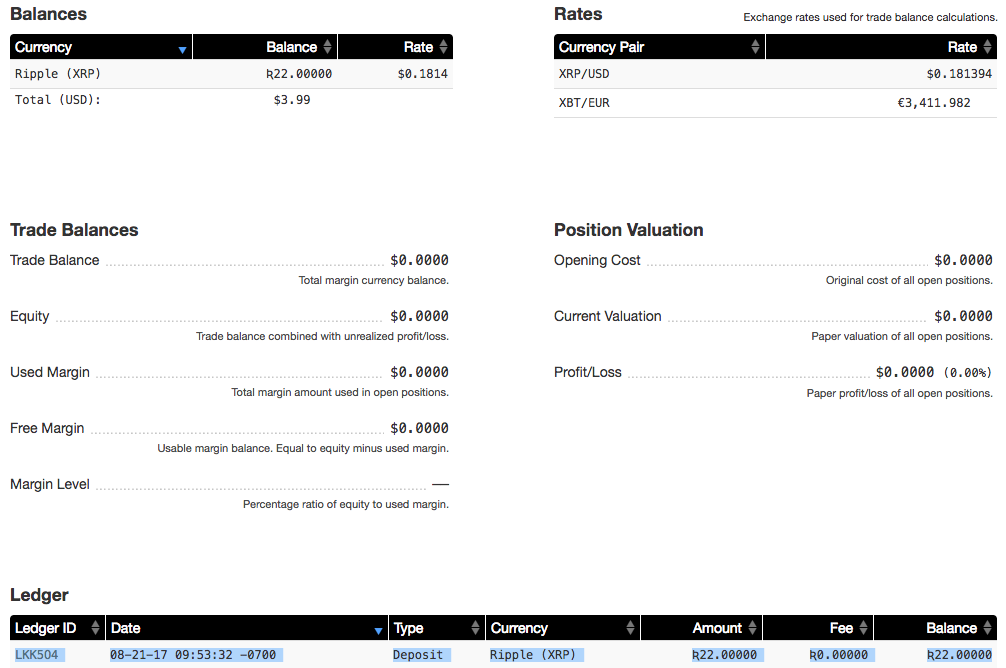 Balances
Currency Balance Rate
Ripple (XRP) Ʀ22.00000 $0.1814
Total (USD): $3.99
Rates
Exchange rates used for trade balance calculations.
Currency Pair Rate
XRP/USD $0.181394
XBT/EUR €3,411.982
Trade Balances
Trade Balance $0.0000
Total margin currency balance.
Equity $0.0000
Trade balance combined with unrealized profit/loss.
Used Margin $0.0000
Total margin amount used in open positions.
Free Margin $0.0000
Usable margin balance. Equal to equity minus used margin.
Margin Level —
Percentage ratio of equity to used margin.
Position Valuation
Opening Cost $0.0000
Original cost of all open positions.
Current Valuation $0.0000
Paper valuation of all open positions.
Profit/Loss $0.0000 (0.00%)
Paper profit/loss of all open positions.
Ledger
Ledger ID Date Type Currency Amount Fee Balance
LKK504 08-21-17 09:53:32 -0700 Deposit Ripple (XRP) Ʀ22.00000 Ʀ0.00000 Ʀ22.00000